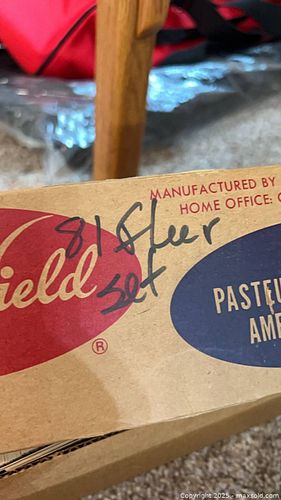 MANUFACTURED BY
HOME OFFICE:
81 Fleer
set
ield
®
PASTEU
AME
Copyright 2025 - maxsold.com